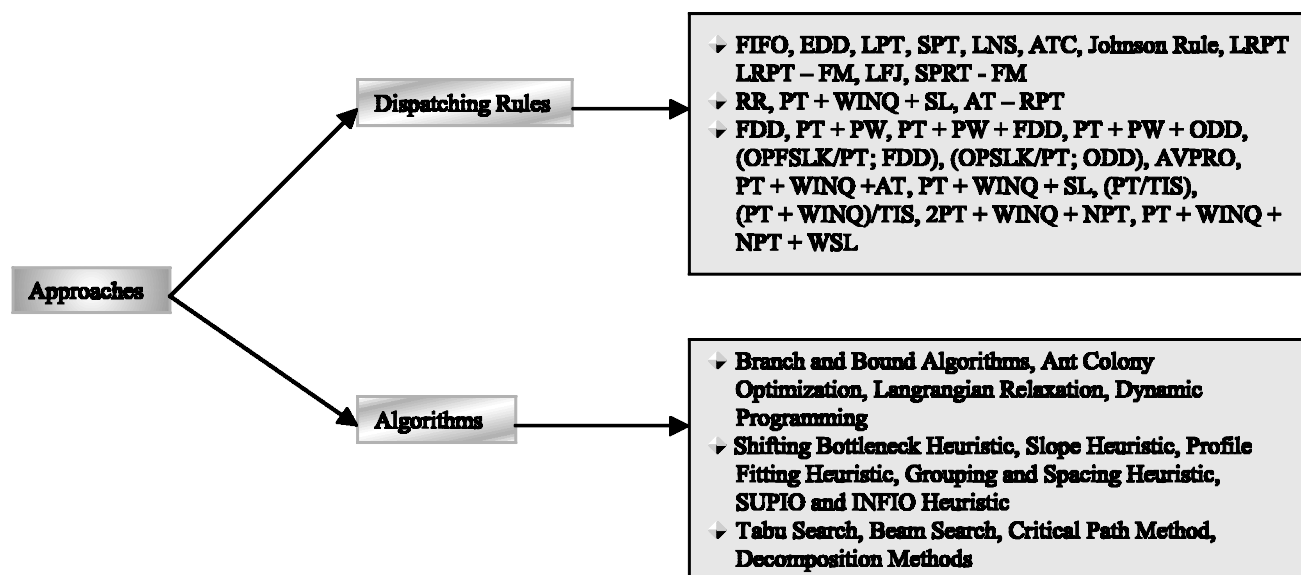 FIFO, EDD, LPT, SPT, LNS, ATC, Johnson Rule, LRPT
LRPT – FM, LFJ, SPRT - FM
Dispatching Rules
RR, PT + WINQ + SL, AT – RPT
FDD, PT + PW, PT + PW + FDD, PT + PW + ODD,
(OPFSLK/PT; FDD), (OPSLK/PT; ODD), AVPRO,
PT + WINQ +AT, PT + WINQ + SL, (PT/TIS),
(PT + WINQ)/TIS, 2PT + WINQ + NPT, PT + WINQ +
NPT + WSL
Approaches
Branch and Bound Algorithms, Ant Colony
Optimization, Langrangian Relaxation, Dynamic
Programming
Algorithms
Shifting Bottleneck Heuristic, Slope Heuristic, Profile
Fitting Heuristic, Grouping and Spacing Heuristic,
SUPIO and INFIO Heuristic
Tabu Search, Beam Search, Critical Path Method,
Decomposition Methods